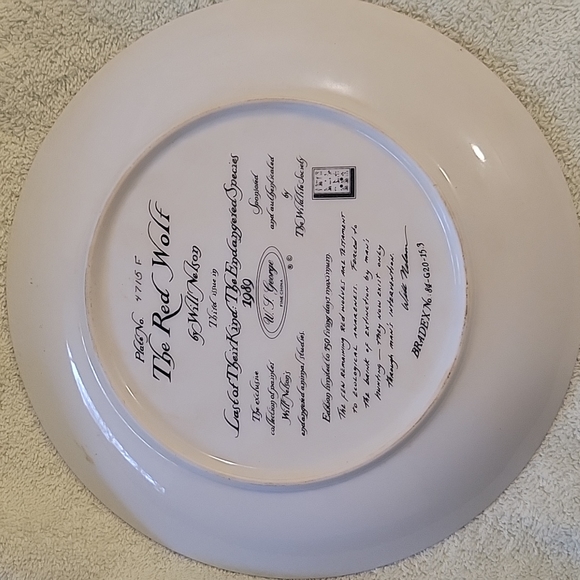 Plate No. 4716 F
The Red Wolf
by Will Nelson
Third issue in
Last of Their Kind: The Endangered Species
1989
The exclusive
collection of
Will Nelson's
endangered animal studies.
W. L. George
FINE CHINA
® ©
Sponsored
and authenticated
by
The Wildlife Society
Edition limited to 150 firing days maximum.
The few remaining Red Wolves are testament
to ecological awareness. Forced to
the brink of extinction by man's
hunting — they now exist only
through man's intervention.
Will Nelson
BRADEX No. 84-G20-15.3